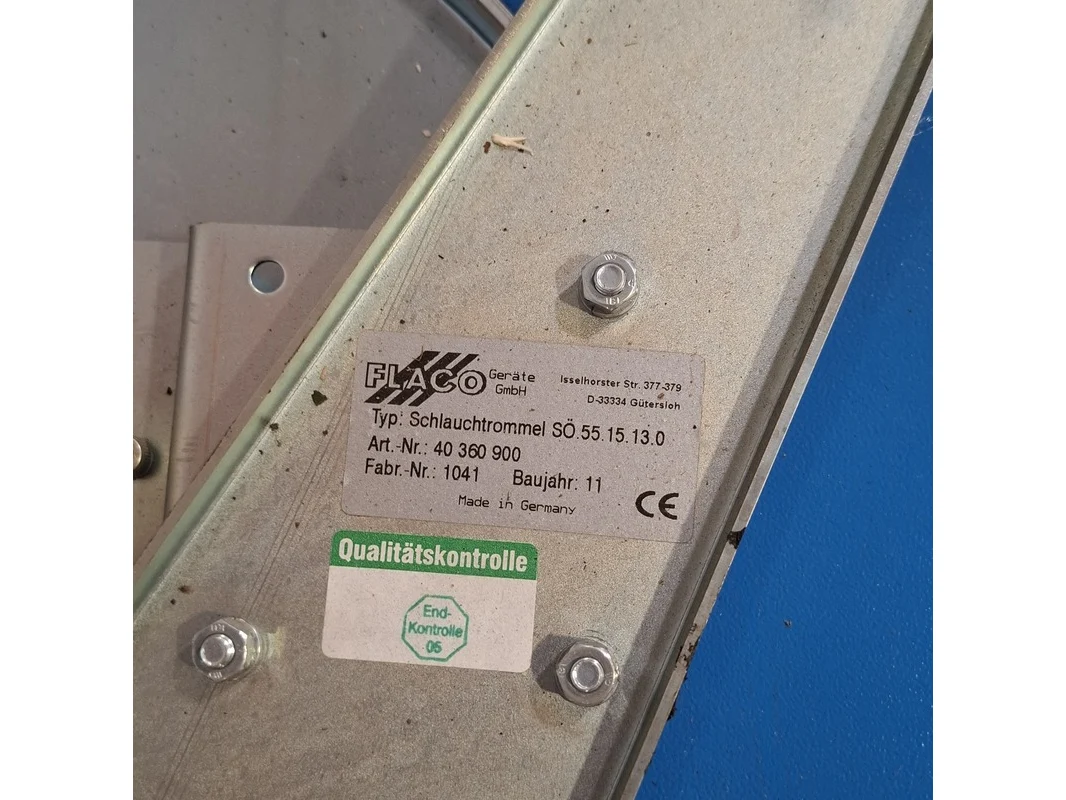 FLACO Geräte GmbH
Isselhorster Str. 377-379
D-33334 Gütersloh
Typ: Schlauchtrommel SÖ.55.15.13.0
Art.-Nr.: 40 360 900
Fabr.-Nr.: 1041 Baujahr: 11
Made in Germany
CE
Qualitätskontrolle
End-
Kontrolle
05